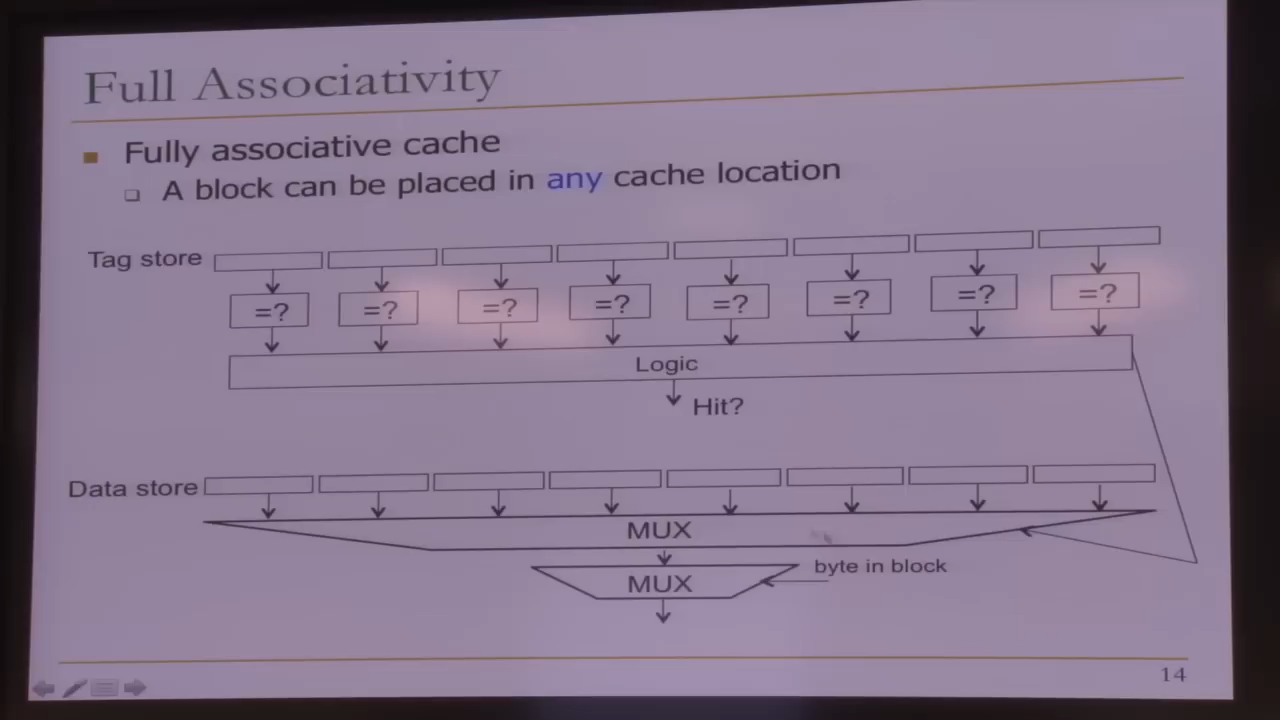 Full Associativity
Fully associative cache
A block can be placed in any cache location
Tag store
=? =? =? =? =? =? =? =?
Logic
Hit?
Data store
MUX
byte in block
MUX
14